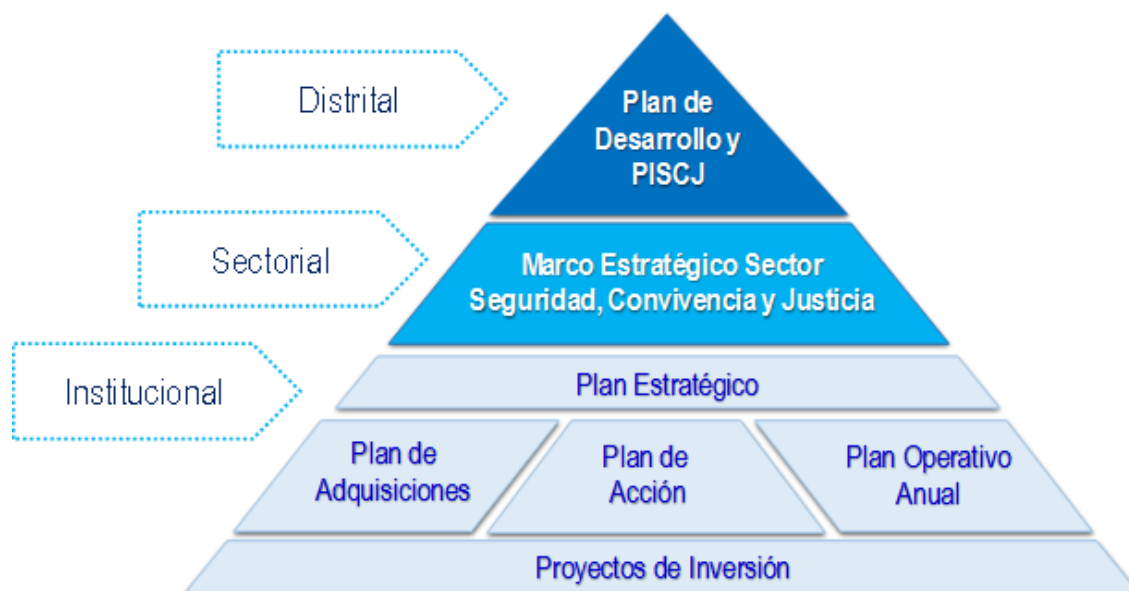 Distrital
Plan de
Desarrollo y
PISCJ
Sectorial
Marco Estratégico Sector
Seguridad, Convivencia y Justicia
Institucional
Plan Estratégico
Plan de
Adquisiciones
Plan de
Acción
Plan Operativo
Anual
Proyectos de Inversión